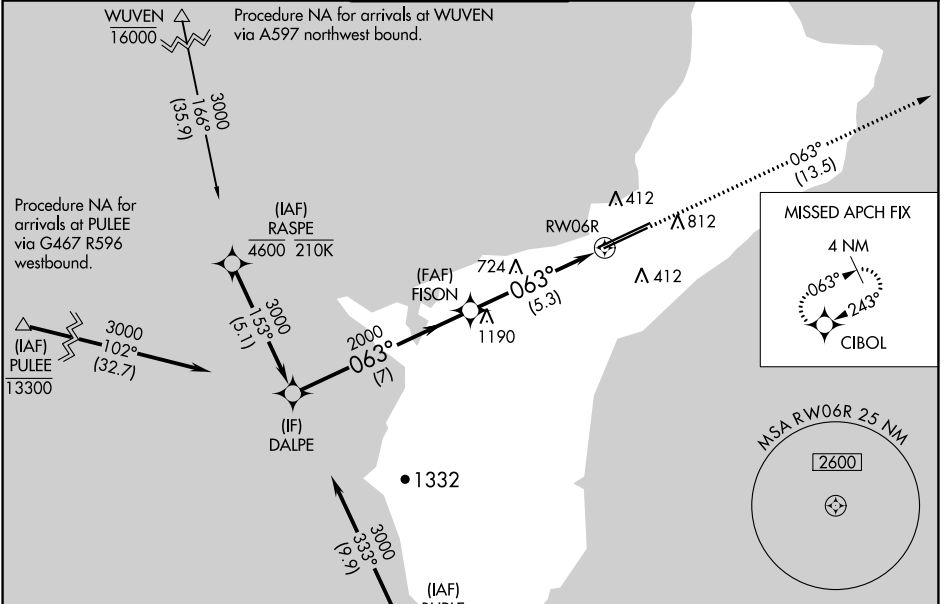 WUVEN
16000
Procedure NA for arrivals at WUVEN
via A597 northwest bound.
3000
166°
(35.9)
Procedure NA for
arrivals at PULEE
via G467 R596
westbound.
(IAF)
RASPE
4600 210K
3000
153°
(5.1)
(IAF)
PULEE
13300
3000
102°
(32.7)
(IF)
DALPE
2000
063°
(7)
(FAF)
FISON
1190
724
063°
(5.3)
RW06R
412
812
412
063°
(13.5)
MISSED APCH FIX
4 NM
063°
243°
CIBOL
1332
3000
333°
(9.9)
(IAF)
MSA RW06R 25 NM
2600